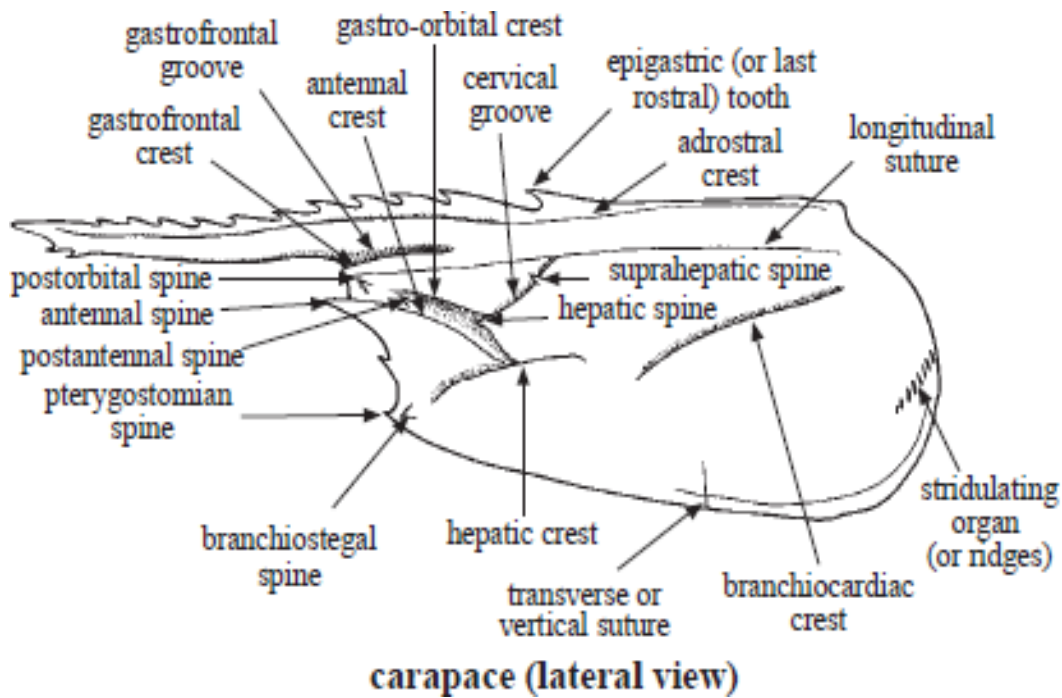 gastrofrontal
groove
gastro-orbital crest
antennal
crest
cervical
groove
epigastric (or last
rostral) tooth
gastrofrontal
crest
adrostral
crest
longitudinal
suture
postorbital spine
suprahepatic spine
antennal spine
hepatic spine
postantennal spine
pterygostomian
spine
branchiostegal
spine
hepatic crest
transverse or
vertical suture
branchiocardiac
crest
stridulating
organ
(or ridges)
carapace (lateral view)